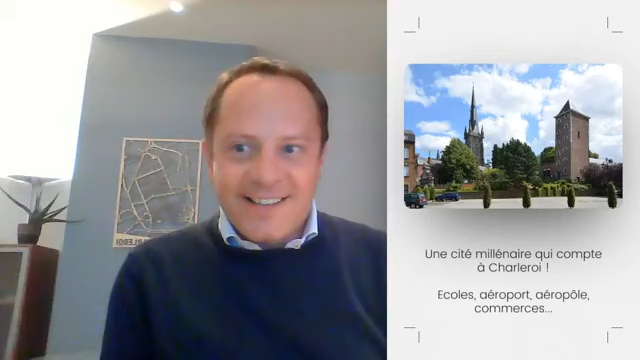 Une cité millénaire qui compte
à Charleroi !
Ecoles, aéroport, aéropôle,
commerces...